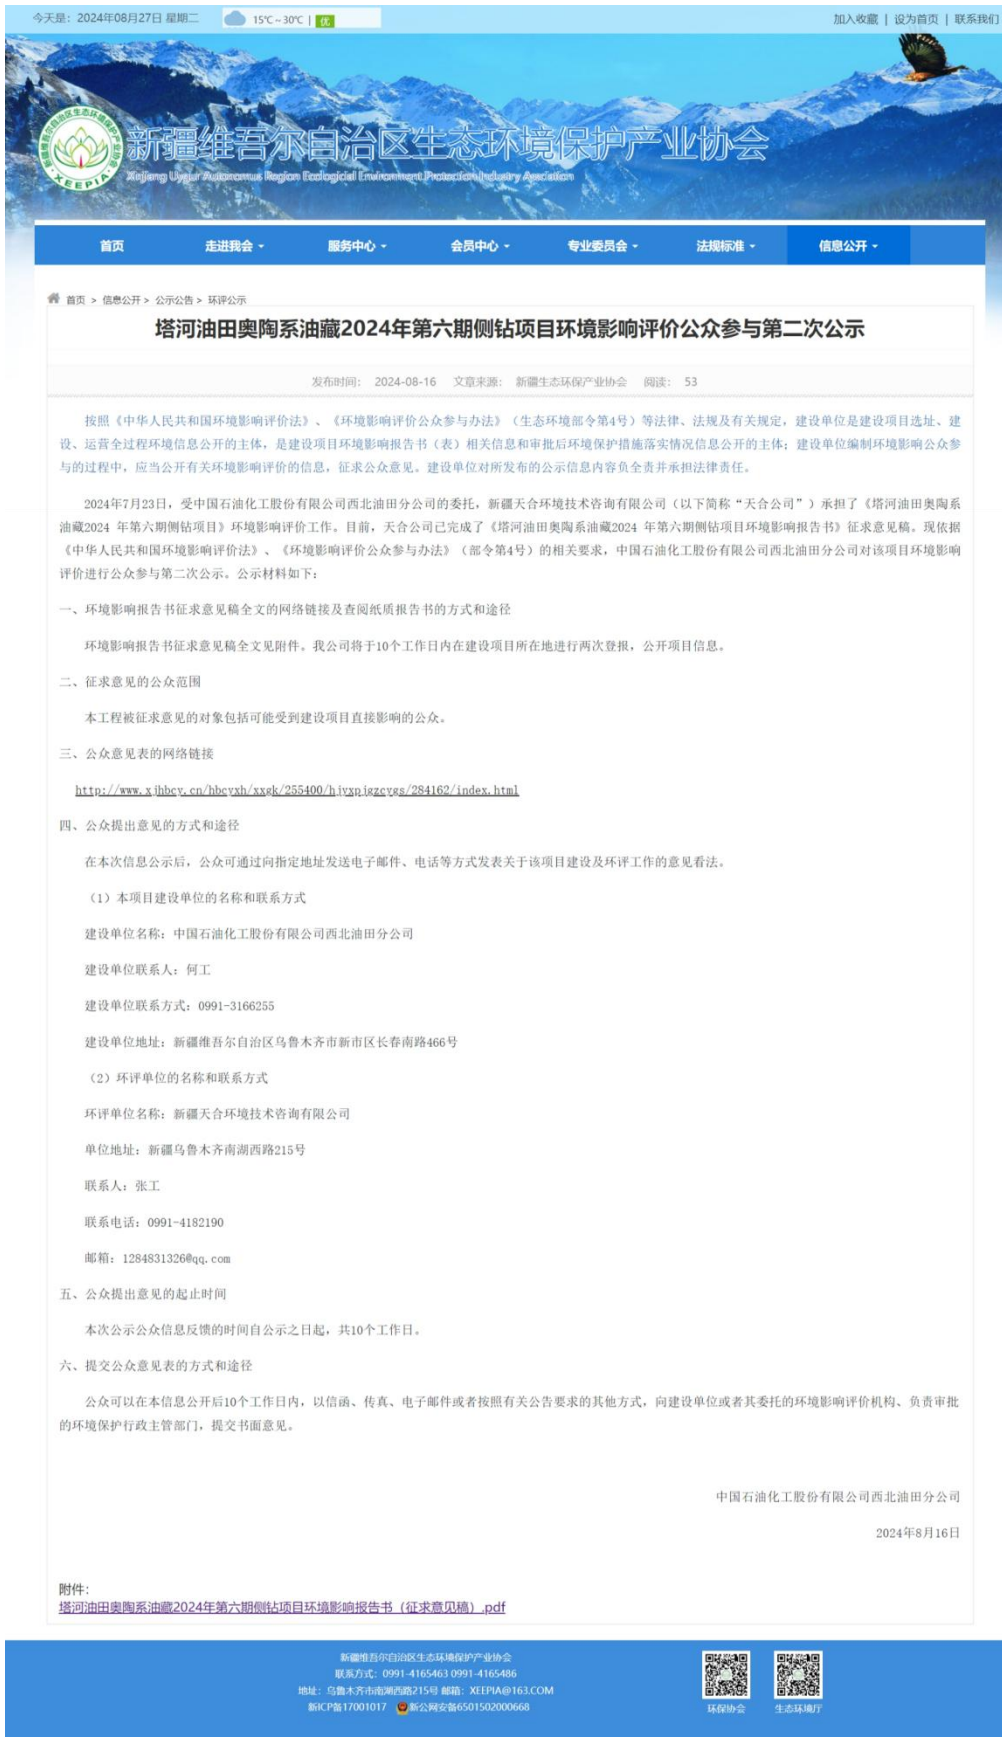 今天是：2024年08月27日 星期二 15℃~30℃ | 优 加入收藏 | 设为首页 | 联系我们
新疆维吾尔自治区生态环境保护产业协会
Xinjiang Uygur Autonomous Region
XEEPIA
首页 走进我会 服务中心 会员中心 专业委员会 法规标准 信息公开
首页 > 信息公开 > 公示公告 > 环评公示
塔河油田奥陶系油藏2024年第六期侧钻项目环境影响评价公众参与第二次公示
发布时间： 2024-08-16 文章来源： 新疆生态环保产业协会 阅读： 53
按照《中华人民共和国环境影响评价法》、《环境影响评价公众参与办法》（生态环境部令第4号）等法律、法规及有关规定，建设单位是建设项目选址、建
设、运营全过程环境信息公开的主体，是建设项目环境影响报告书（表）相关信息和审批后环境保护措施落实情况信息公开的主体；建设单位编制环境影响公众参
与的过程中，应当公开有关环境影响评价的信息，征求公众意见。建设单位对所发布的公示信息内容负全责并承担法律责任。
2024年7月23日，受中国石油化工股份有限公司西北油田分公司的委托，新疆天合环境技术咨询有限公司（以下简称“天合公司”）承担了《塔河油田奥陶系
油藏2024 年第六期侧钻项目》环境影响评价工作。目前，天合公司已完成了《塔河油田奥陶系油藏2024 年第六期侧钻项目环境影响报告书》征求意见稿。现依据
《中华人民共和国环境影响评价法》、《环境影响评价公众参与办法》（部令第4号）的相关要求，中国石油化工股份有限公司西北油田分公司对该项目环境影响
评价进行公众参与第二次公示。公示材料如下：
一、环境影响报告书征求意见稿全文的网络链接及查阅纸质报告书的方式和途径
环境影响报告书征求意见稿全文见附件。我公司将于10个工作日内在建设项目所在地进行两次登报，公开项目信息。
二、征求意见的公众范围
本工程被征求意见的对象包括可能受到建设项目直接影响的公众。
三、公众意见表的网络链接
http://www.xjhbcy.cn/hbcyxh/xxgk/255400/hjyxpjgzcygs/284162/index.html
四、公众提出意见的方式和途径
在本次信息公示后，公众可通过向指定地址发送电子邮件、电话等方式发表关于该项目建设及环评工作的意见看法。
（1）本项目建设单位的名称和联系方式
建设单位名称：中国石油化工股份有限公司西北油田分公司
建设单位联系人：何工
建设单位联系方式：0991-3166255
建设单位地址：新疆维吾尔自治区乌鲁木齐市新市区长春南路466号
（2）环评单位的名称和联系方式
环评单位名称：新疆天合环境技术咨询有限公司
单位地址：新疆乌鲁木齐南湖西路215号
联系人：张工
联系电话：0991-4182190
邮箱：1284831326@qq.com
五、公众提出意见的起止时间
本次公示公众信息反馈的时间自公示之日起，共10个工作日。
六、提交公众意见表的方式和途径
公众可以在本信息公开后10个工作日内，以信函、传真、电子邮件或者按照有关公告要求的其他方式，向建设单位或者其委托的环境影响评价机构、负责审批
的环境保护行政主管部门，提交书面意见。
中国石油化工股份有限公司西北油田分公司
2024年8月16日
附件：
塔河油田奥陶系油藏2024年第六期侧钻项目环境影响报告书（征求意见稿）.pdf
新疆维吾尔自治区生态环境保护产业协会
联系方式：0991-4165463 0991-4165486
地址：乌鲁木齐市南湖西路215号 邮箱：XEEPIA@163.COM
新ICP备17001017 新公网安备6501502000668
环保协会 生态环境厅